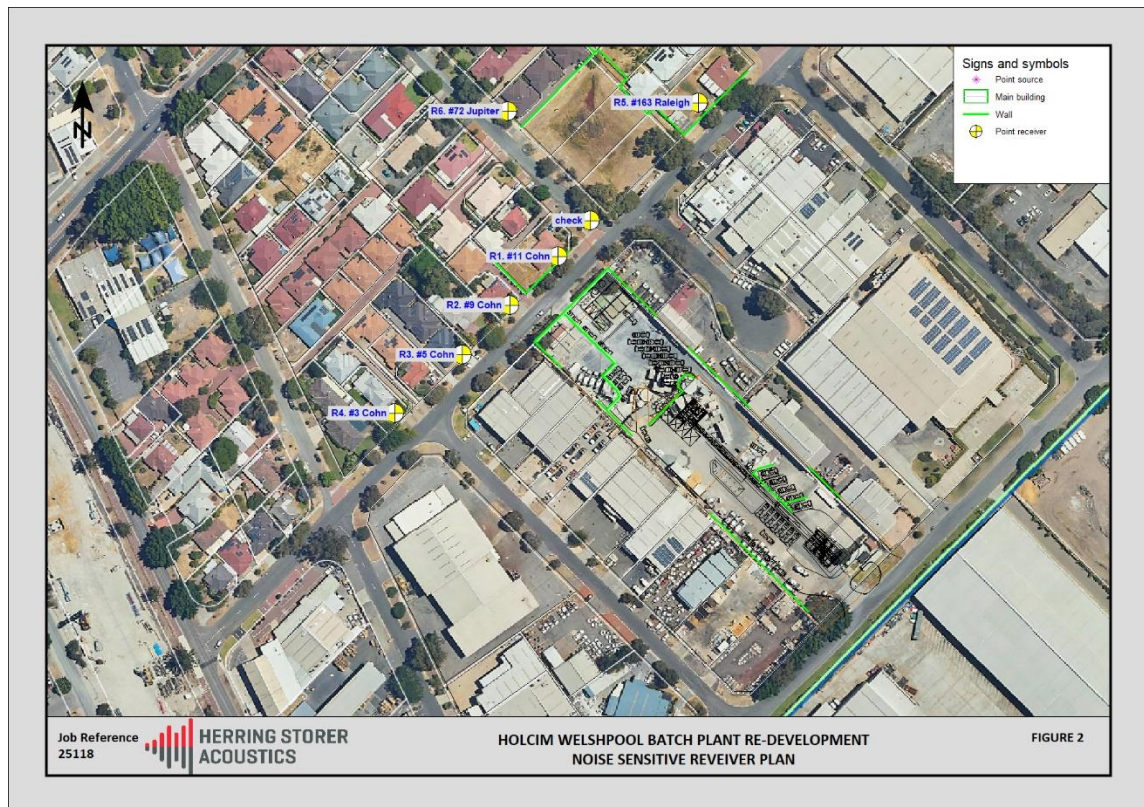 Signs and symbols
Point source
Main building
Wall
Point receiver
R6. #72 Jupiter
R5. #163 Raleigh
check
R1. #11 Cohn
R2. #9 Cohn
R3. #5 Cohn
R4. #3 Cohn
N
Job Reference
25118
HERRING STORER
ACOUSTICS
HOLCIM WELSHPOOL BATCH PLANT RE-DEVELOPMENT
NOISE SENSITIVE REVEIVER PLAN
FIGURE 2